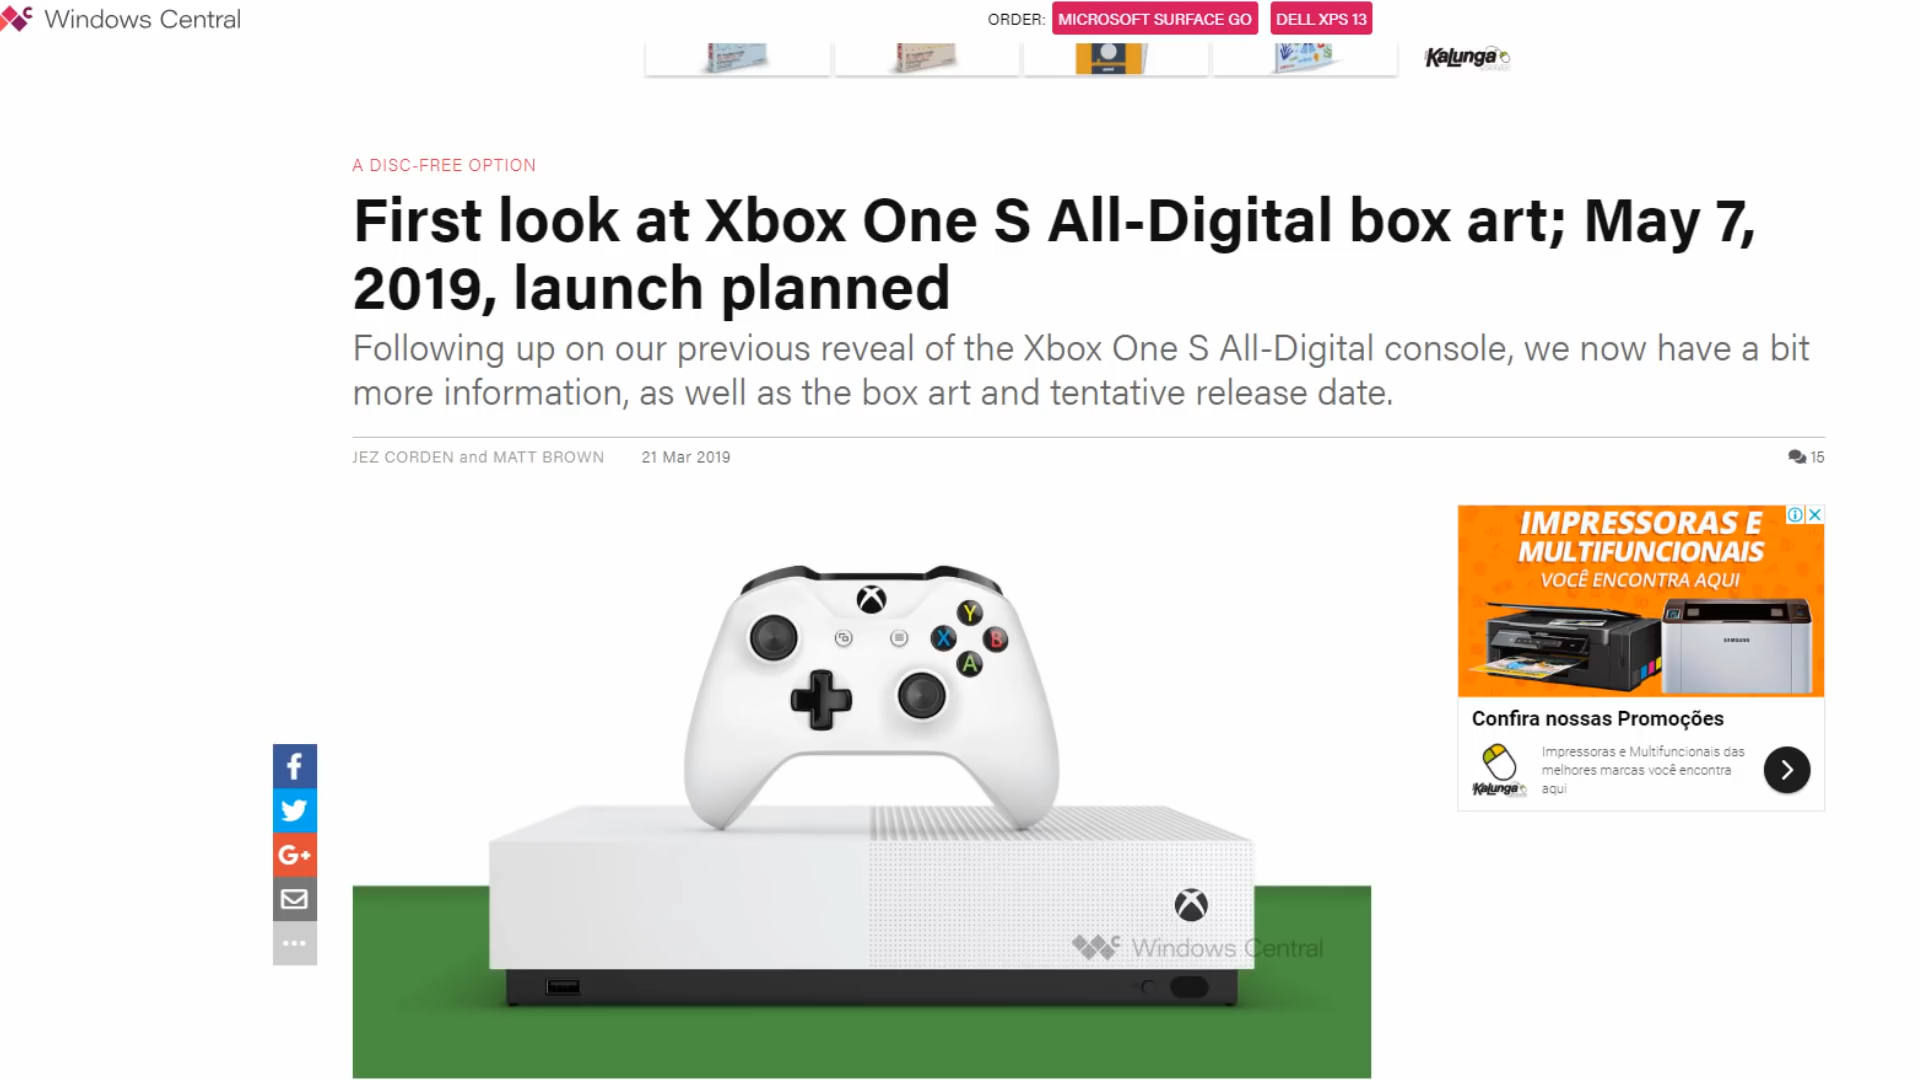 Windows Central
ORDER: MICROSOFT SURFACE GO DELL XPS 13
Kalunga
A DISC-FREE OPTION
First look at Xbox One S All-Digital box art; May 7,
2019, launch planned
Following up on our previous reveal of the Xbox One S All-Digital console, we now have a bit
more information, as well as the box art and tentative release date.
JEZ CORDEN and MATT BROWN 21 Mar 2019 15
IMPRESSORAS E
MULTIFUNCIONAIS
VOCÊ ENCONTRA AQUI
SAMSUNG
Confira nossas Promoções
Impressoras e Multifuncionais das
melhores marcas você encontra
aqui
Kalunga
Y
X B
A
G+
Windows Central